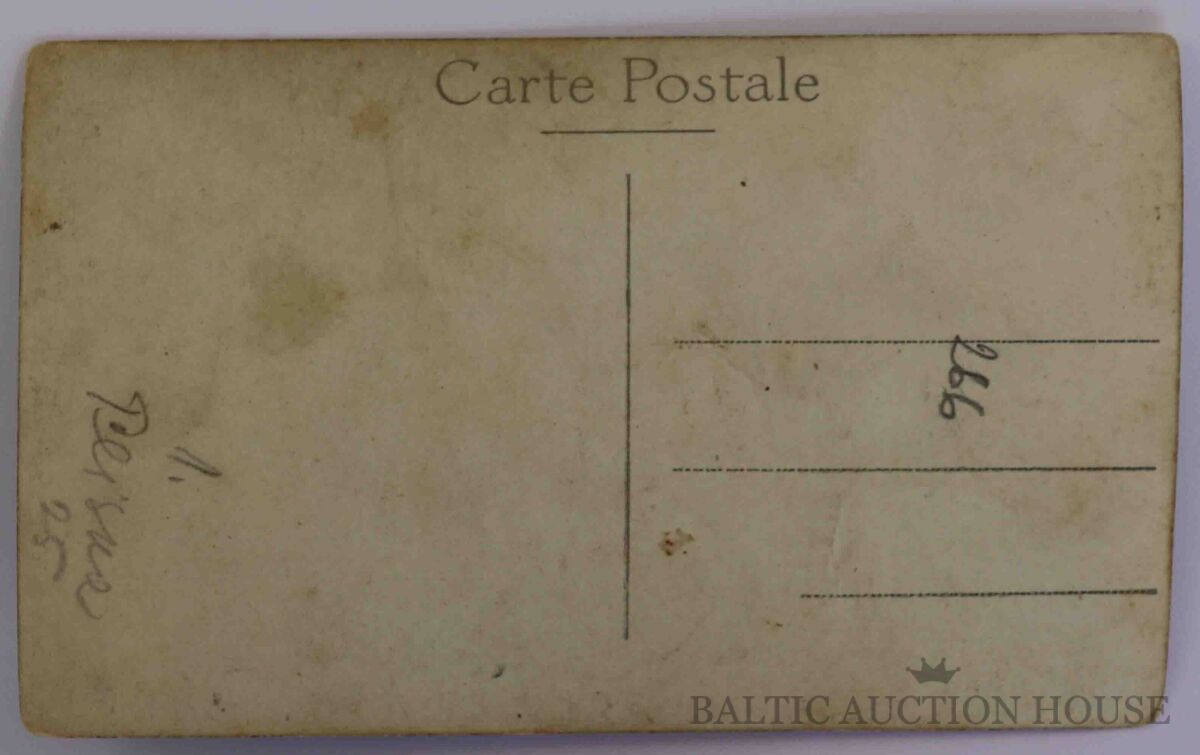 Carte Postale
266
1.
25
BALTIC AUCTION HOUSE